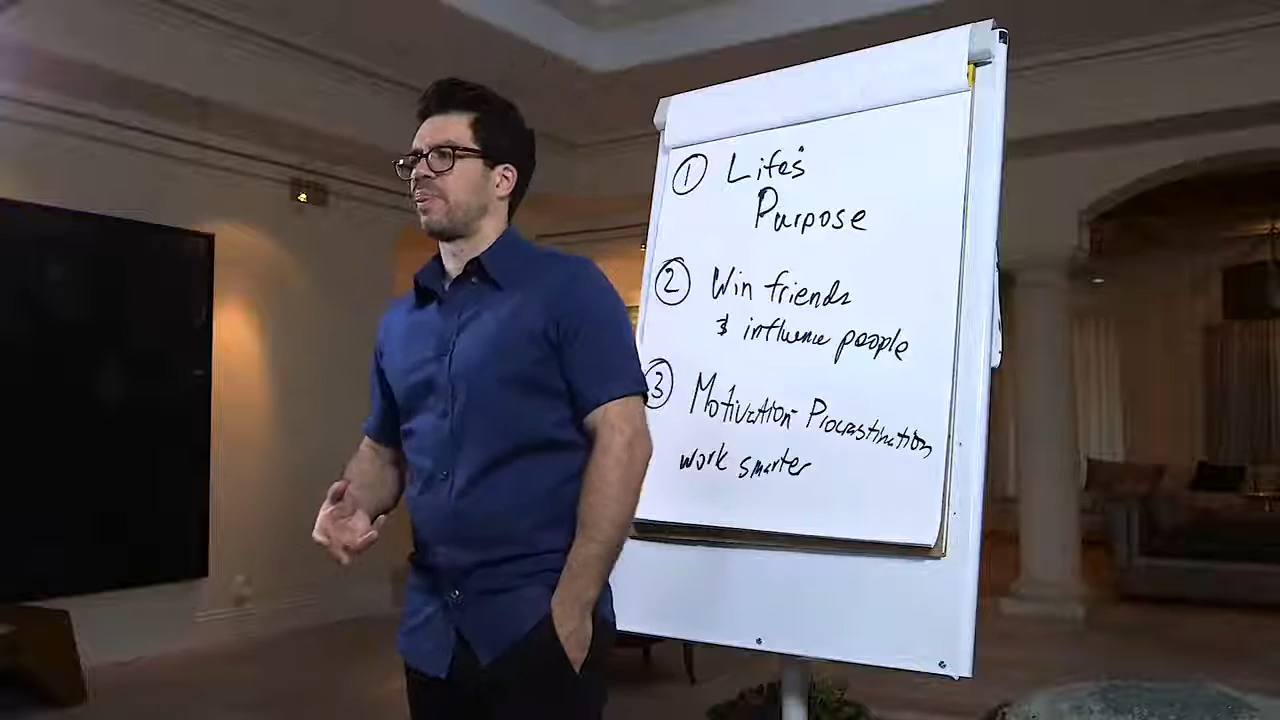 ① Life's
Purpose
② Win friends
& influence people
③ Motivation Procrastination
work smarter